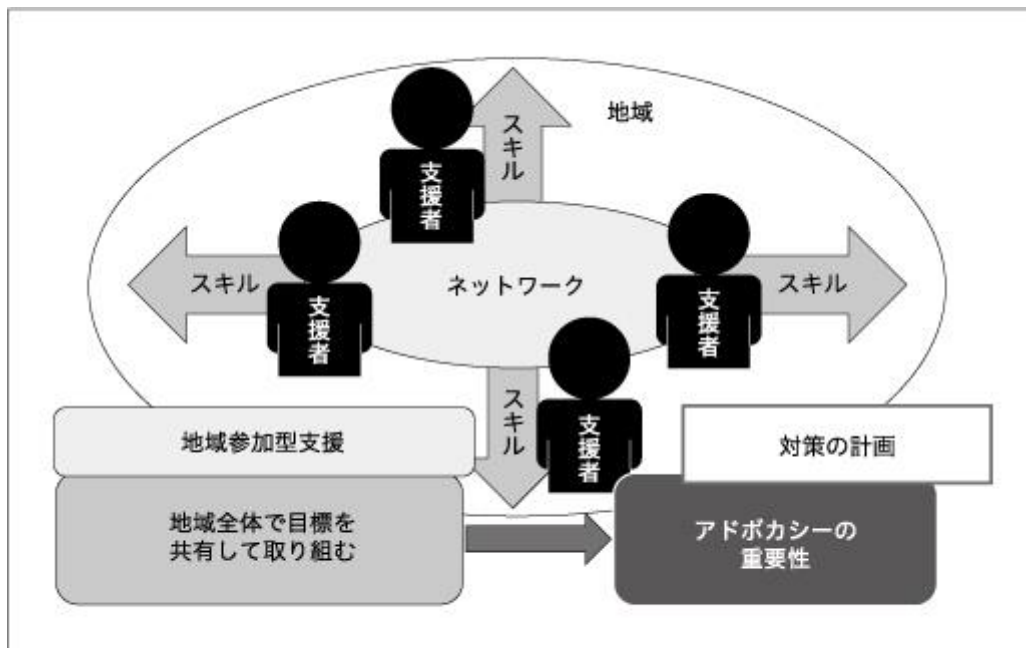 地域
スキル
支援者
スキル
支援者
ネットワーク
支援者
スキル
スキル
支援者
地域参加型支援
対策の計画
地域全体で目標を
共有して取り組む
アドボカシーの
重要性